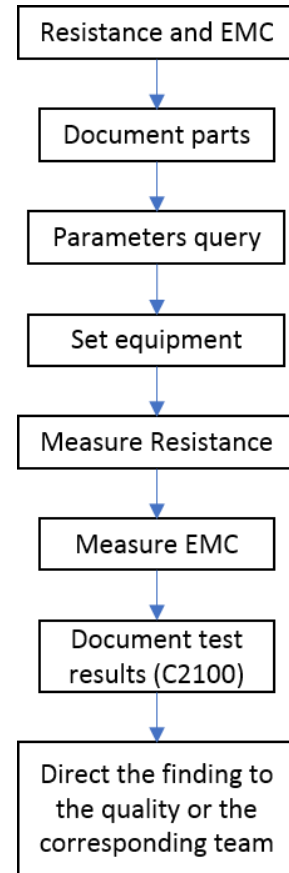 Resistance and EMC
Document parts
Parameters query
Set equipment
Measure Resistance
Measure EMC
Document test
results (C2100)
Direct the finding to
the quality or the
corresponding team